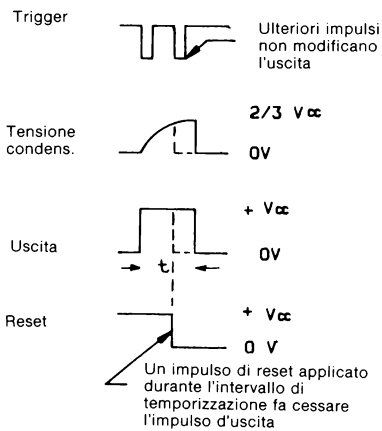 Trigger
Ulteriori impulsi
non modificano
l'uscita
Tensione
condens.
2/3 Vcc
0V
Uscita
+ Vcc
0V
t
Reset
+ Vcc
0 V
Un impulso di reset applicato
durante l'intervallo di
temporizzazione fa cessare
l'impulso d'uscita